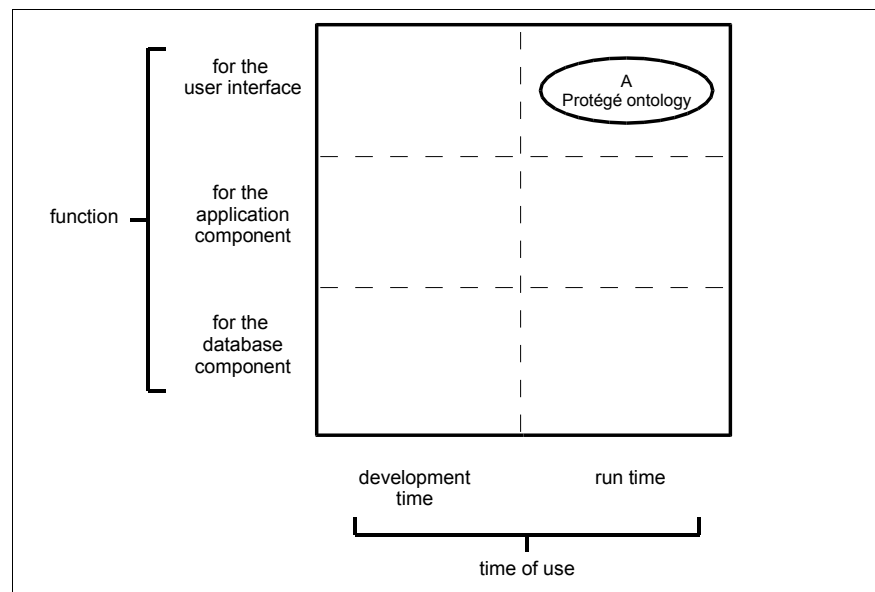 for the
user interface
A
Protégé ontology
for the
application
component
function
for the
database
component
development
time
run time
time of use